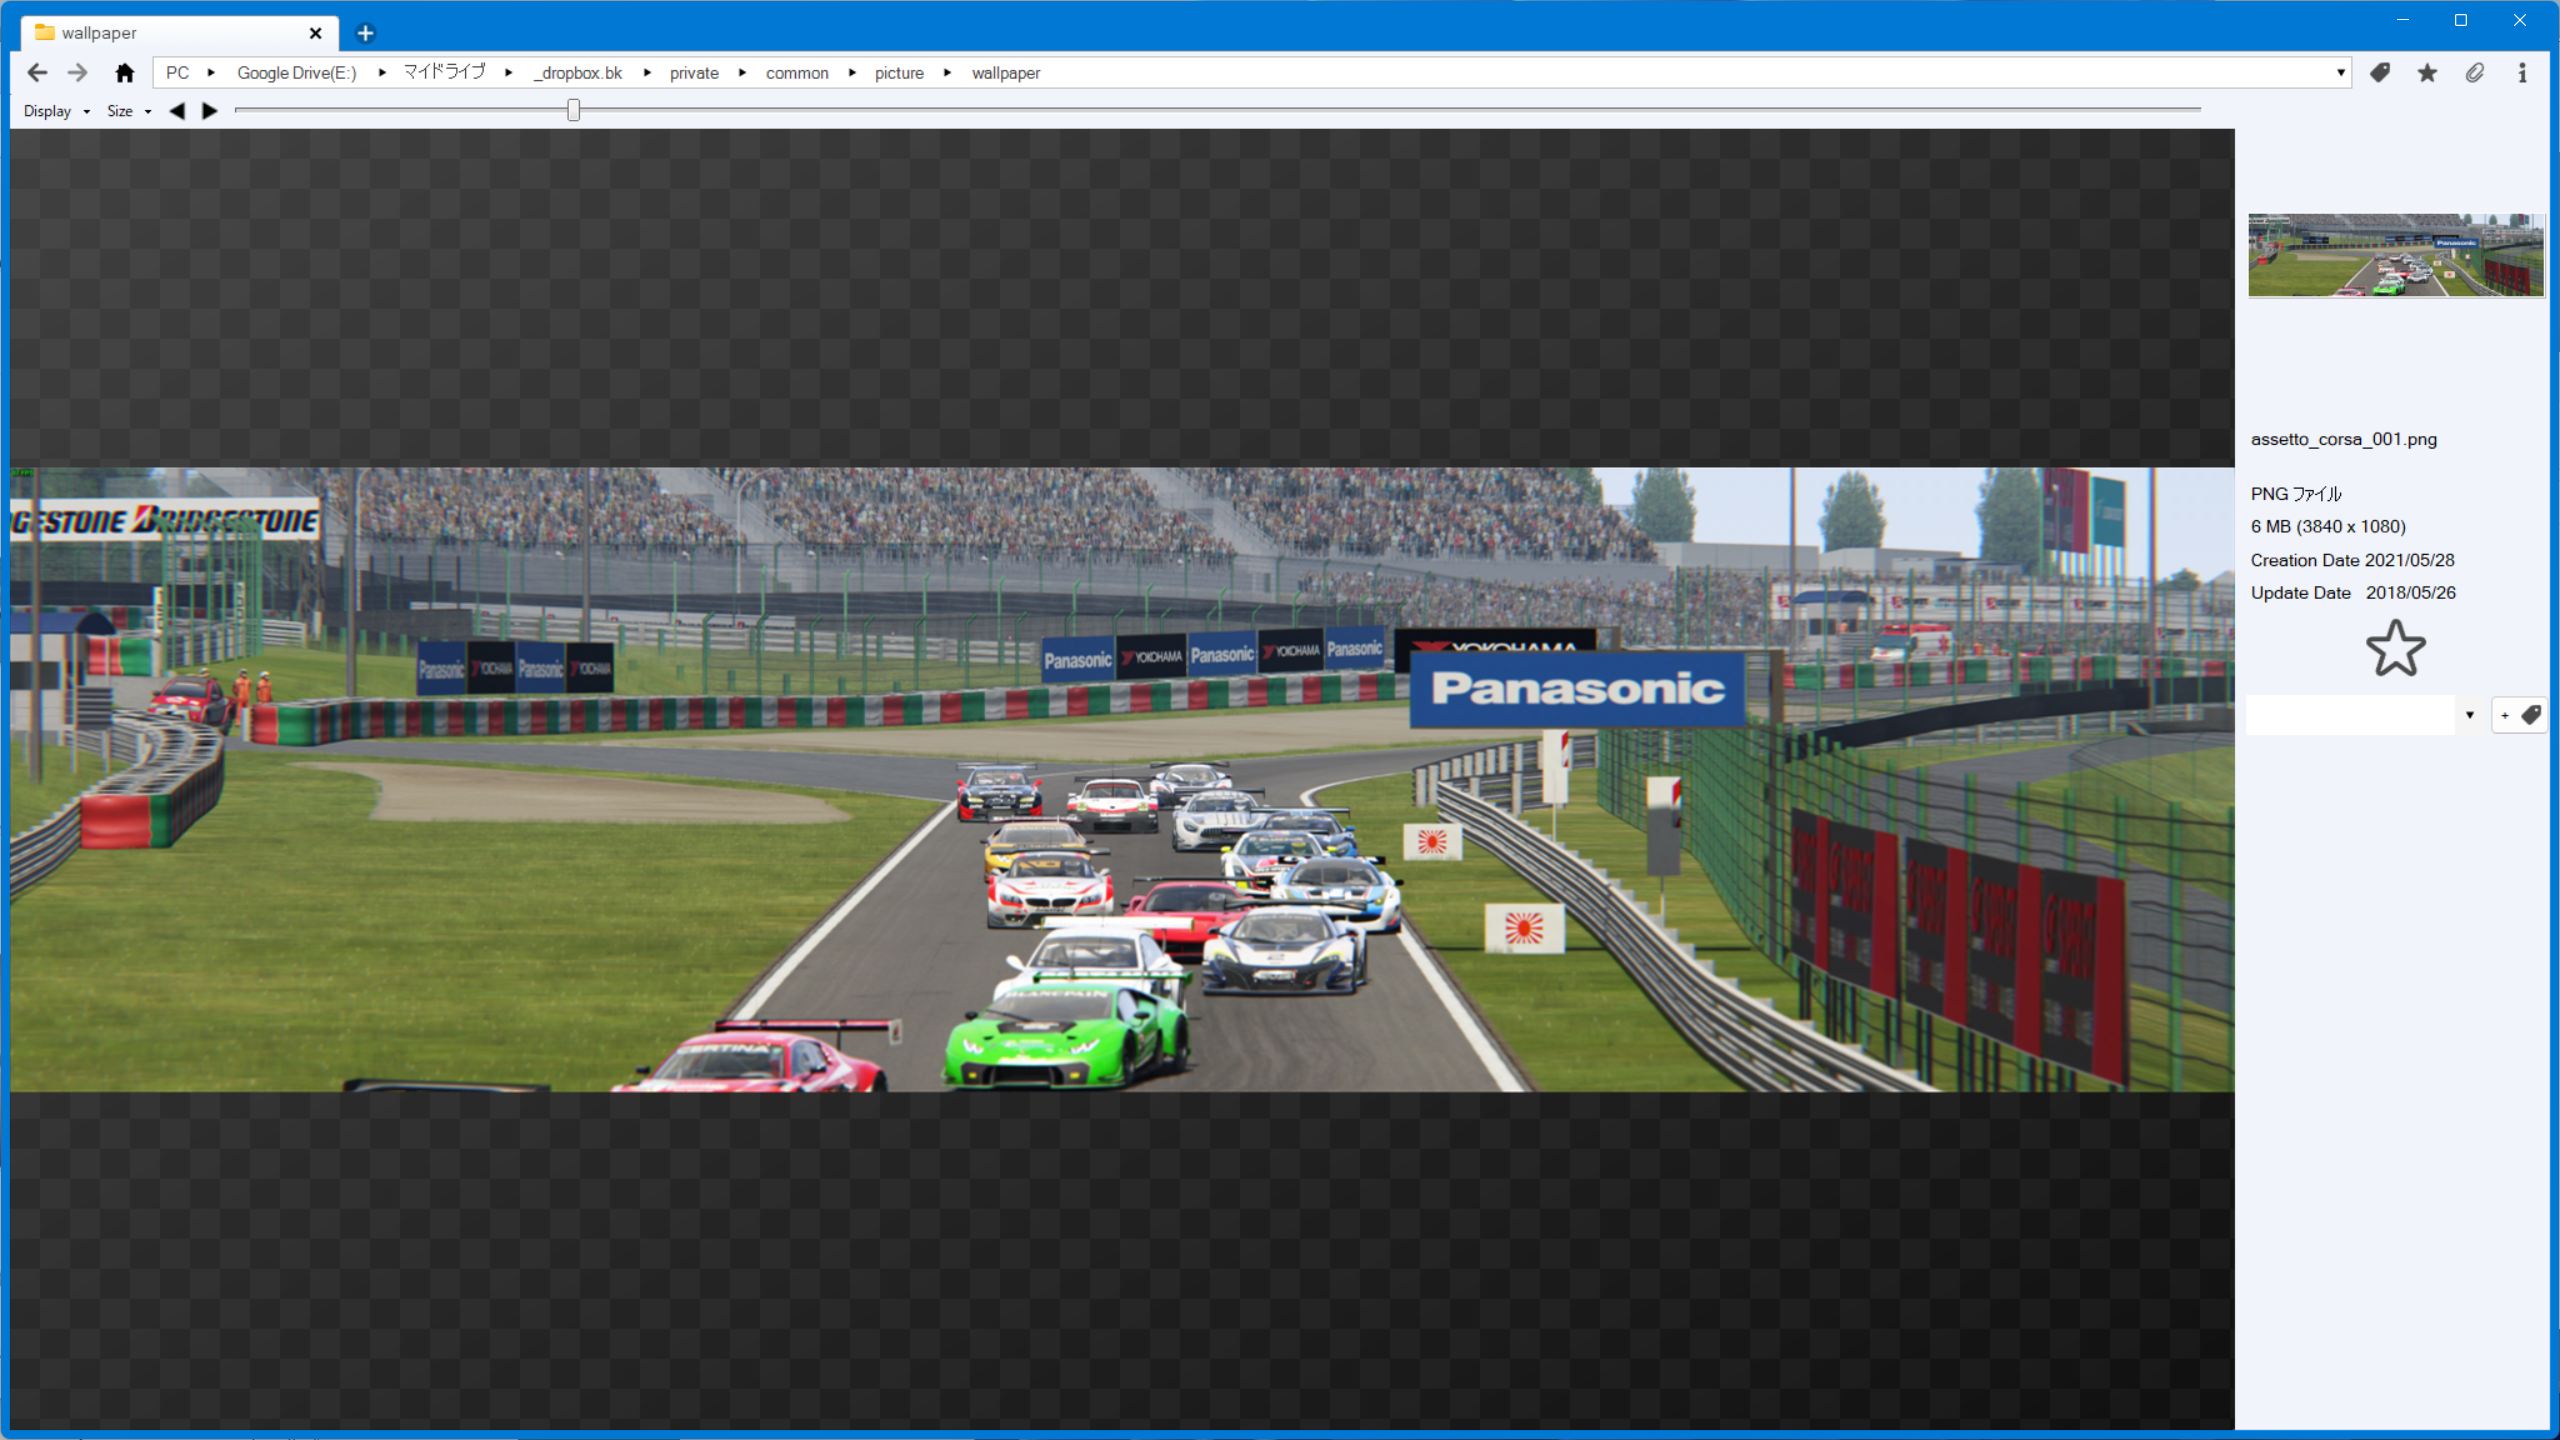 wallpaper
PC Google Drive(E:) マイドライブ _dropbox.bk private common picture wallpaper
Display Size
Panasonic
assetto_corsa_001.png
PNG ファイル
6 MB (3840 x 1080)
Creation Date 2021/05/28
Update Date 2018/05/26
GESTONE BRIDGESTONE
Panasonic YOKOHAMA Panasonic YOKOHAMA
Panasonic YOKOHAMA Panasonic YOKOHAMA Panasonic
YOKOHAMA
Panasonic
BLANCPAIN
+